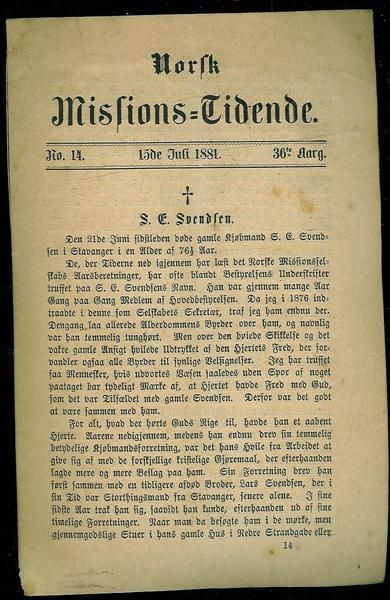 Norsk
Missions=Tidende.
No. 14. 15de Juli 1881. 36te Aarg.
†
S. E. Svendsen.
Den 21de Juni sidstleden døde gamle Kjøbmand S. E. Svend=
sen i Stavanger i en Alder af 76½ Aar.
De, der Tiderne ned igjennem har læst det Norske Missionssel=
skabs Aarsberetninger, har ofte blandt Bestyrelsens Underskrifter
truffet paa S. E. Svendsens Navn. Han var gjennem mange Aar
Gang paa Gang Medlem af Hovedbestyrelsen. Da jeg i 1876 ind=
traadte i denne som Selskabets Sekretær, traf jeg ham endnu der.
Dengang laa allerede Alderdommens Byrder over ham, og navnlig
var han temmelig tunghørt. Men over den høiede Skikkelse og det
vakre gamle Ansigt hvilede Udtrykket af den Hjertets Fred, der for=
vandler ogsaa alle Byrder til synlige Velsignelser. Jeg har truffet
faa Mennesker, hvis udvortes Væsen saaledes uden Spor af noget
paataget bar tydeligt Mærke af, at Hjertet havde Fred med Gud,
som det var Tilfældet med gamle Svendsen. Derfor var det godt
at være sammen med ham.
For alt, hvad der hørte Guds Rige til, havde han et aabent
Hjerte. Aarene nedigjennem, medens han endnu drev sin temmelig
betydelige Kjøbmandsforretning, var det hans Hvile fra Arbeidet at
give sig af med de forskjellige kristelige Gjøremaal, der efterhaanden
lagde mere og mere Beslag paa ham. Sin Forretning drev han
først sammen med en tidligere afdød Broder, Lars Svendsen, der i
sin Tid var Storthingsmand fra Stavanger, senere alene. I sine
sidste Aar trak han sig, saavidt han kunde, efterhaanden ud af sine
timelige Forretninger. Naar man da besøgte ham i de mørke, men
gjennemgodslige Stuer i hans gamle Hus i Nedre Strandgade eller
14